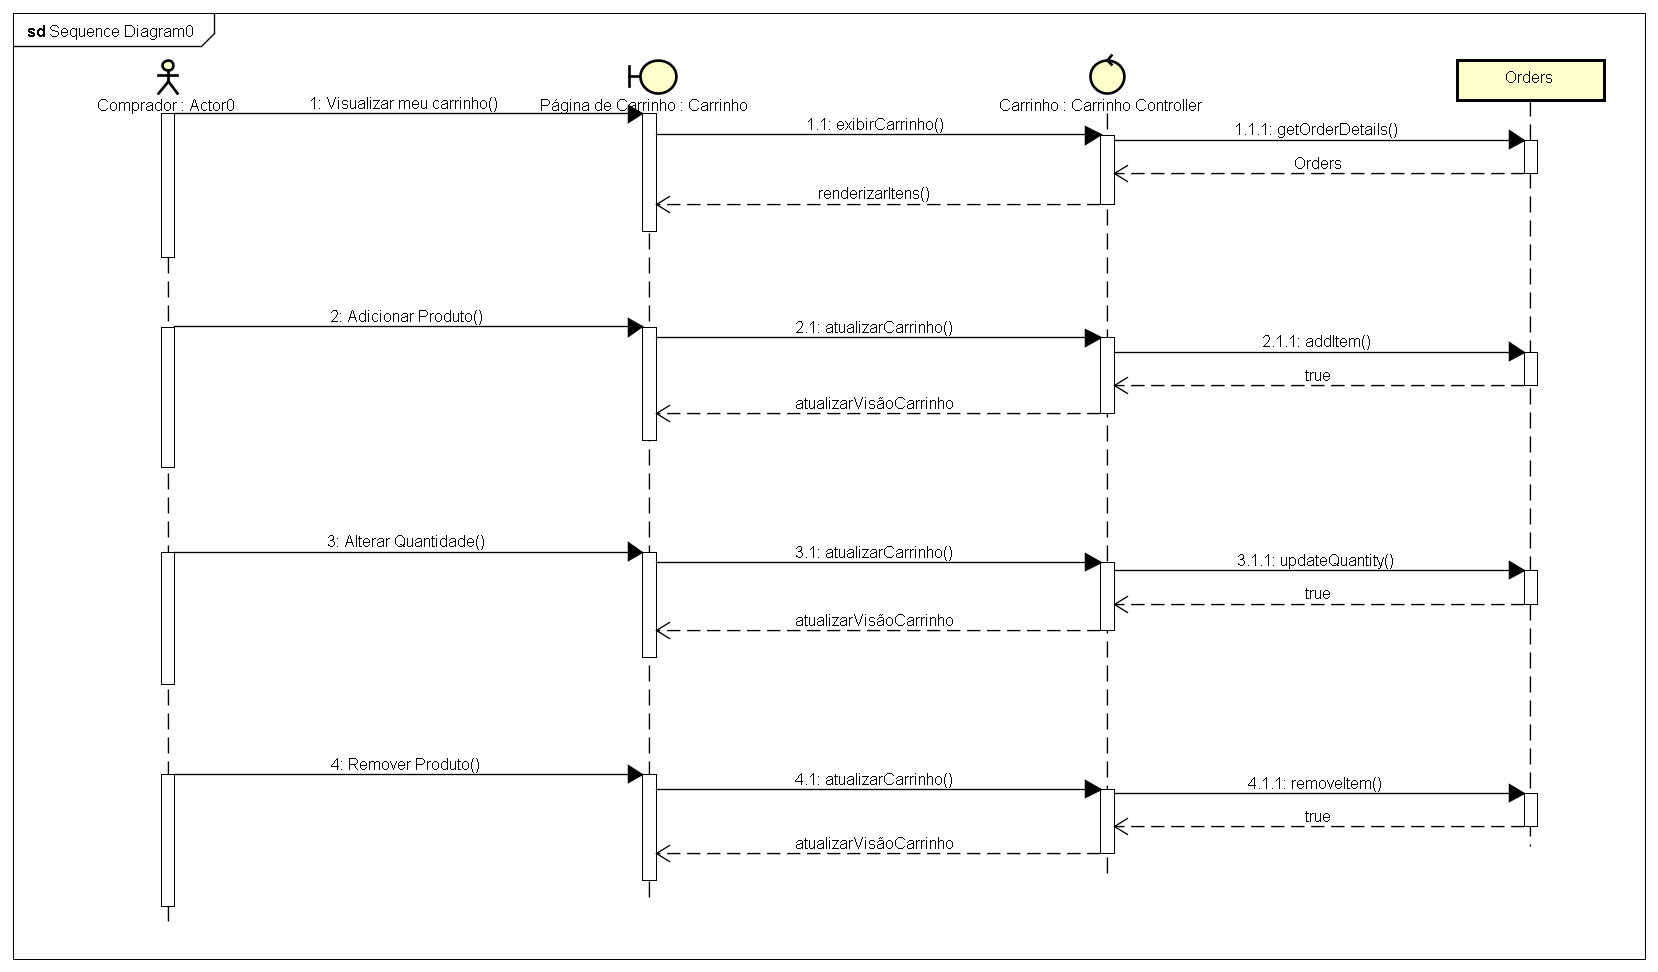 sd Sequence Diagram0
Comprador : Actor0
Página de Carrinho : Carrinho
Carrinho : Carrinho Controller
Orders
1: Visualizar meu carrinho()
1.1: exibirCarrinho()
1.1.1: getOrderDetails()
Orders
renderizarItens()
2: Adicionar Produto()
2.1: atualizarCarrinho()
2.1.1: addItem()
true
atualizarVisãoCarrinho
3: Alterar Quantidade()
3.1: atualizarCarrinho()
3.1.1: updateQuantity()
true
atualizarVisãoCarrinho
4: Remover Produto()
4.1: atualizarCarrinho()
4.1.1: removeItem()
true
atualizarVisãoCarrinho